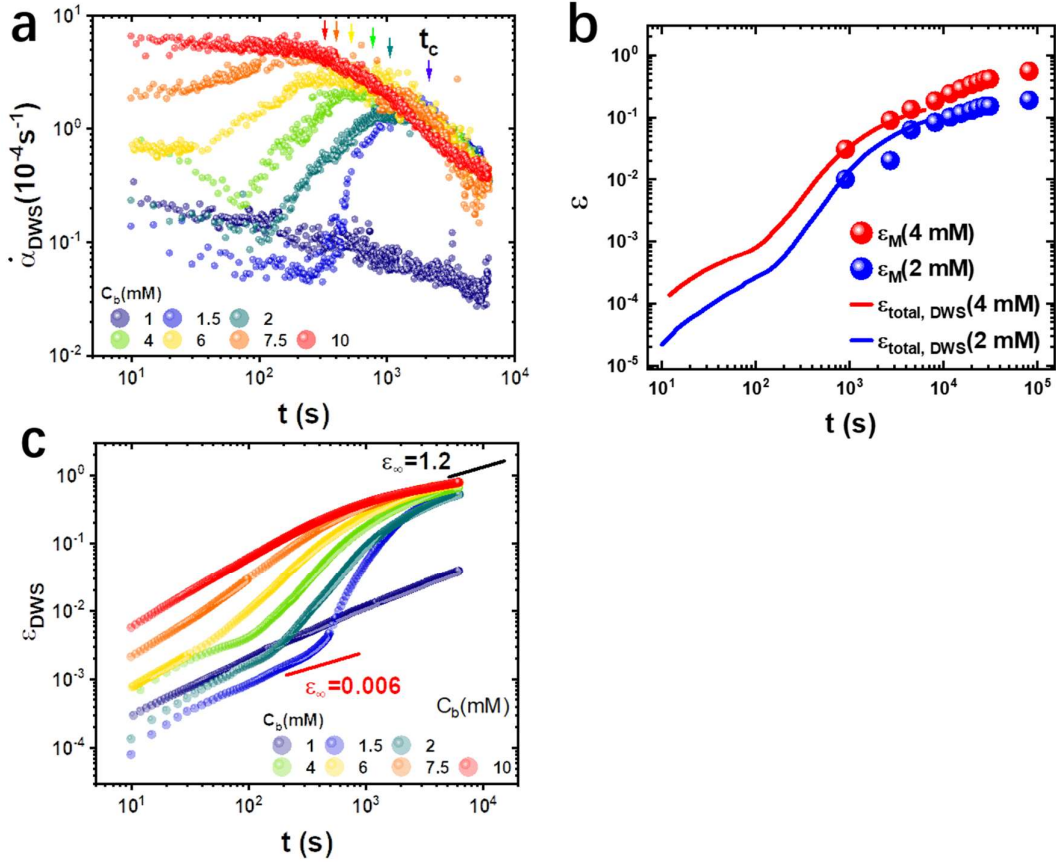 a
α̇DWS(10⁻⁴s⁻¹)
10¹
10⁰
10⁻¹
10⁻²
tc
Cb(mM)
1 1.5 2
4 6 7.5 10
10¹ 10² 10³ 10⁴
t (s)
b
ε
10⁰
10⁻¹
10⁻²
10⁻³
10⁻⁴
10⁻⁵
εM(4 mM)
εM(2 mM)
εtotal, DWS(4 mM)
εtotal, DWS(2 mM)
10¹ 10² 10³ 10⁴ 10⁵
t (s)
c
εDWS
10⁰
10⁻¹
10⁻²
10⁻³
10⁻⁴
ε∞=1.2
ε∞=0.006
Cb(mM)
Cb(mM)
1 1.5 2
4 6 7.5 10
10¹ 10² 10³ 10⁴
t (s)